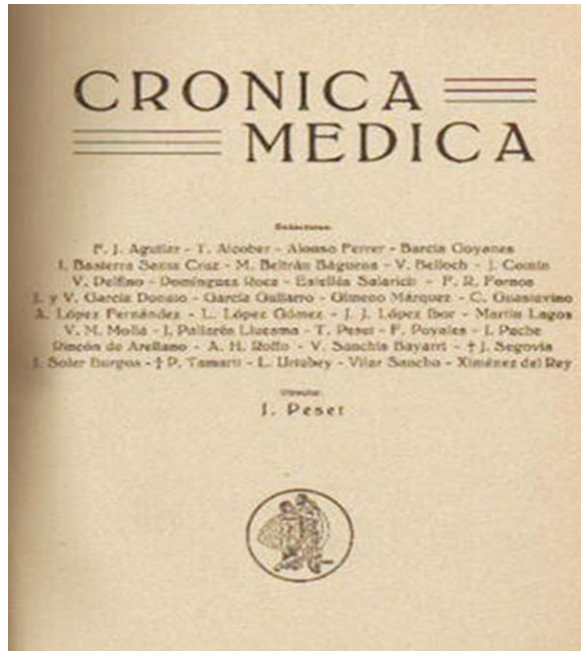 CRONICA
MEDICA
Redactores:
F. J. Aguilar - T. Alcober - Alonso Ferrer - Barcia Goyanes
I. Basterra Santa Cruz - M. Beltrán Báguena - V. Belloch - J. Comín
V. Delfino - Domínguez Roca - Estellés Salarich - F. R. Fornos
J. y V. García Donato - García Guijarro - Gimeno Márquez - C. Guastavino
A. López Fernández - L. López Gómez - J. J. López Ibor - Martín Lagos
V. M. Mollá - J. Pallarés Lluesma - T. Peset - F. Poyales - J. Puche
Rincón de Arellano - A. H. Roffo - V. Sanchis Bayarri - † J. Segovia
J. Soler Burgos - † P. Tamarit - L. Urtubey - Vilar Sancho - Ximénez del Rey
Director:
J. Peset